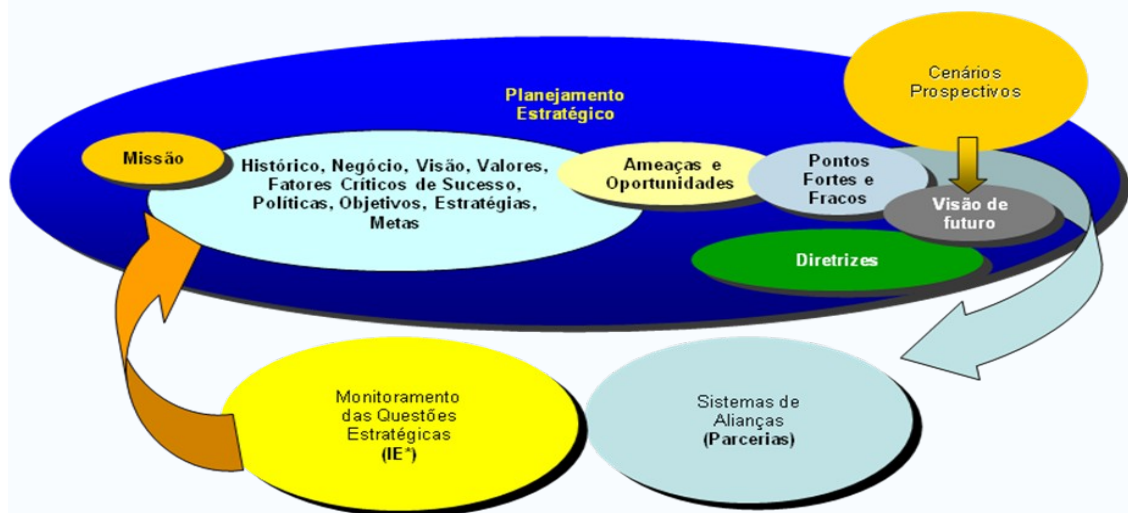 Cenários
Prospectivos
Planejamento
Estratégico
Missão
Histórico, Negócio, Visão, Valores,
Fatores Críticos de Sucesso,
Políticas, Objetivos, Estratégias,
Metas
Ameaças e
Oportunidades
Pontos
Fortes e
Fracos
Visão de
futuro
Diretrizes
Monitoramento
das Questões
Estratégicas
(IE*)
Sistemas de
Alianças
(Parcerias)